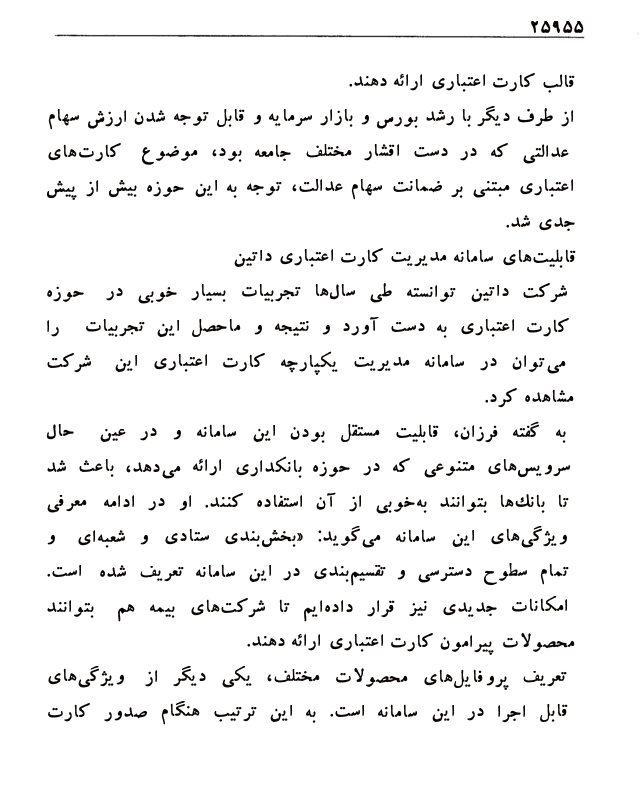 ۲۵۹۵۵
قالب کارت اعتباری ارائه دهند.
از طرف دیگر با رشد بورس و بازار سرمایه و قابل توجه شدن ارزش سهام
عدالتی که در دست اقشار مختلف جامعه بود، موضوع کارت‌های
اعتباری مبتنی بر ضمانت سهام عدالت، توجه به این حوزه بیش از پیش
جدی شد.
قابلیت‌های سامانه مدیریت کارت اعتباری داتین
شرکت داتین توانسته طی سال‌ها تجربیات بسیار خوبی در حوزه
کارت اعتباری به دست آورد و نتیجه و ماحصل این تجربیات را
می‌توان در سامانه مدیریت یکپارچه کارت اعتباری این شرکت
مشاهده کرد.
به گفته فرزان، قابلیت مستقل بودن این سامانه و در عین حال
سرویس‌های متنوعی که در حوزه بانکداری ارائه می‌دهد، باعث شد
تا بانك‌ها بتوانند به‌خوبی از آن استفاده کنند. او در ادامه معرفی
ویژگی‌های این سامانه می‌گوید: «بخش‌بندی ستادی و شعبه‌ای و
تمام سطوح دسترسی و تقسیم‌بندی در این سامانه تعریف شده است.
امکانات جدیدی نیز قرار داده‌ایم تا شرکت‌های بیمه هم بتوانند
محصولات پیرامون کارت اعتباری ارائه دهند.
تعریف پروفایل‌های محصولات مختلف، یکی دیگر از ویژگی‌های
قابل اجرا در این سامانه است. به این ترتیب هنگام صدور کارت